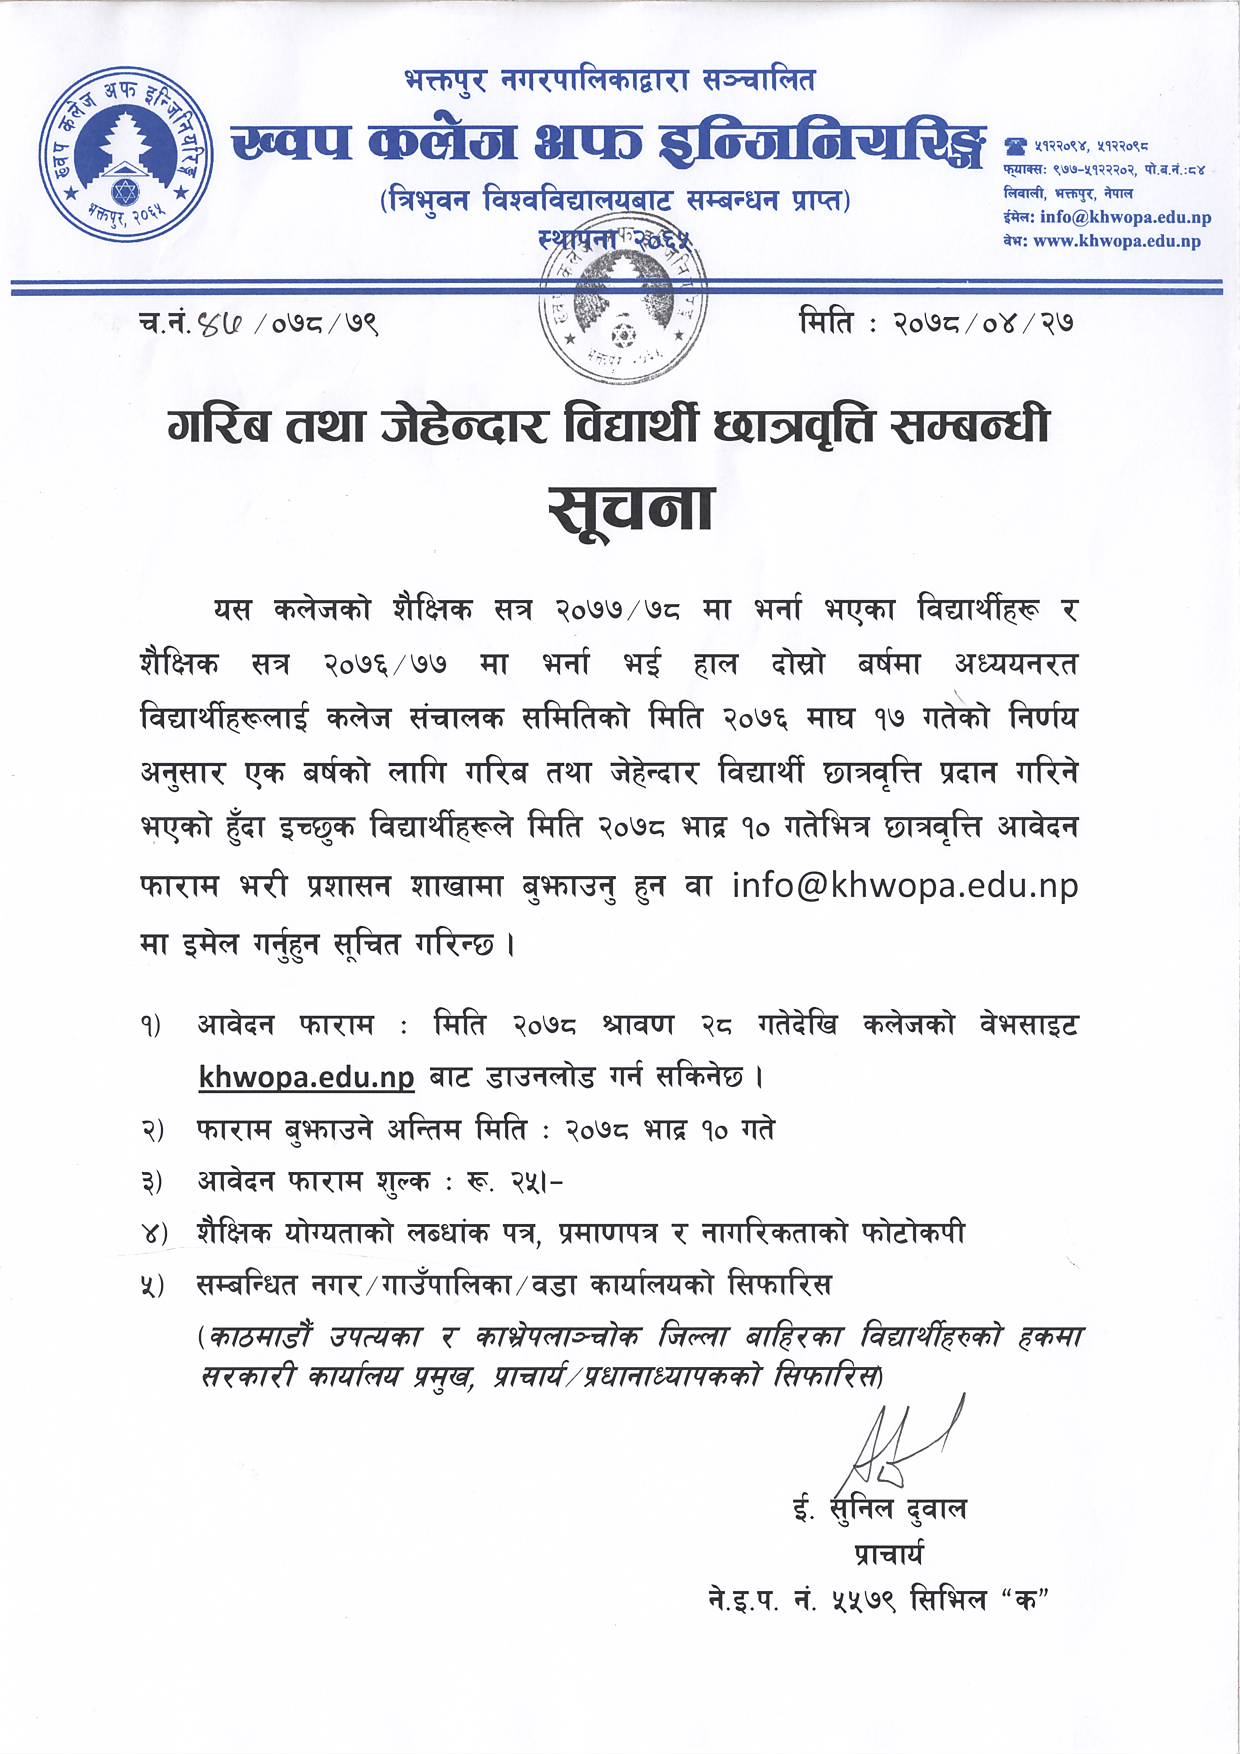 भक्तपुर नगरपालिकाद्वारा सञ्चालित
ख्वप कलेज अफ इन्जिनियरिङ्ग
(त्रिभुवन विश्वविद्यालयबाट सम्बन्धन प्राप्त)
स्थापना २०६५
ख्वप कलेज अफ इन्जिनियरिङ्ग
भक्तपुर, २०६५
☎ ५१२२०९४, ५१२२०९८
फ्याक्सः ९७७-५१२२२०२, पो.ब.नं.:८४
लिवाली, भक्तपुर, नेपाल
ईमेल: info@khwopa.edu.np
वेभ: www.khwopa.edu.np
च.नं. ४७ /०७८/७९
मिति : २०७८/०४/२७
गरिब तथा जेहेन्दार विद्यार्थी छात्रवृत्ति सम्बन्धी
सूचना
यस कलेजको शैक्षिक सत्र २०७७/७८ मा भर्ना भएका विद्यार्थीहरू र
शैक्षिक सत्र २०७६/७७ मा भर्ना भई हाल दोस्रो बर्षमा अध्ययनरत
विद्यार्थीहरूलाई कलेज संचालक समितिको मिति २०७६ माघ १७ गतेको निर्णय
अनुसार एक बर्षको लागि गरिब तथा जेहेन्दार विद्यार्थी छात्रवृत्ति प्रदान गरिने
भएको हुँदा इच्छुक विद्यार्थीहरूले मिति २०७८ भाद्र १० गतेभित्र छात्रवृत्ति आवेदन
फाराम भरी प्रशासन शाखामा बुझाउनु हुन वा info@khwopa.edu.np
मा इमेल गर्नुहुन सूचित गरिन्छ ।
१) आवेदन फाराम : मिति २०७८ श्रावण २८ गतेदेखि कलेजको वेभसाइट
khwopa.edu.np बाट डाउनलोड गर्न सकिनेछ ।
२) फाराम बुझाउने अन्तिम मिति : २०७८ भाद्र १० गते
३) आवेदन फाराम शुल्क : रू. २५।–
४) शैक्षिक योग्यताको लब्धांक पत्र, प्रमाणपत्र र नागरिकताको फोटोकपी
५) सम्बन्धित नगर/गाउँपालिका/वडा कार्यालयको सिफारिस
(काठमाडौं उपत्यका र काभ्रेपलाञ्चोक जिल्ला बाहिरका विद्यार्थीहरुको हकमा
सरकारी कार्यालय प्रमुख, प्राचार्य/प्रधानाध्यापकको सिफारिस)
ई. सुनिल दुवाल
प्राचार्य
ने.इ.प. नं. ५५७९ सिभिल “क”